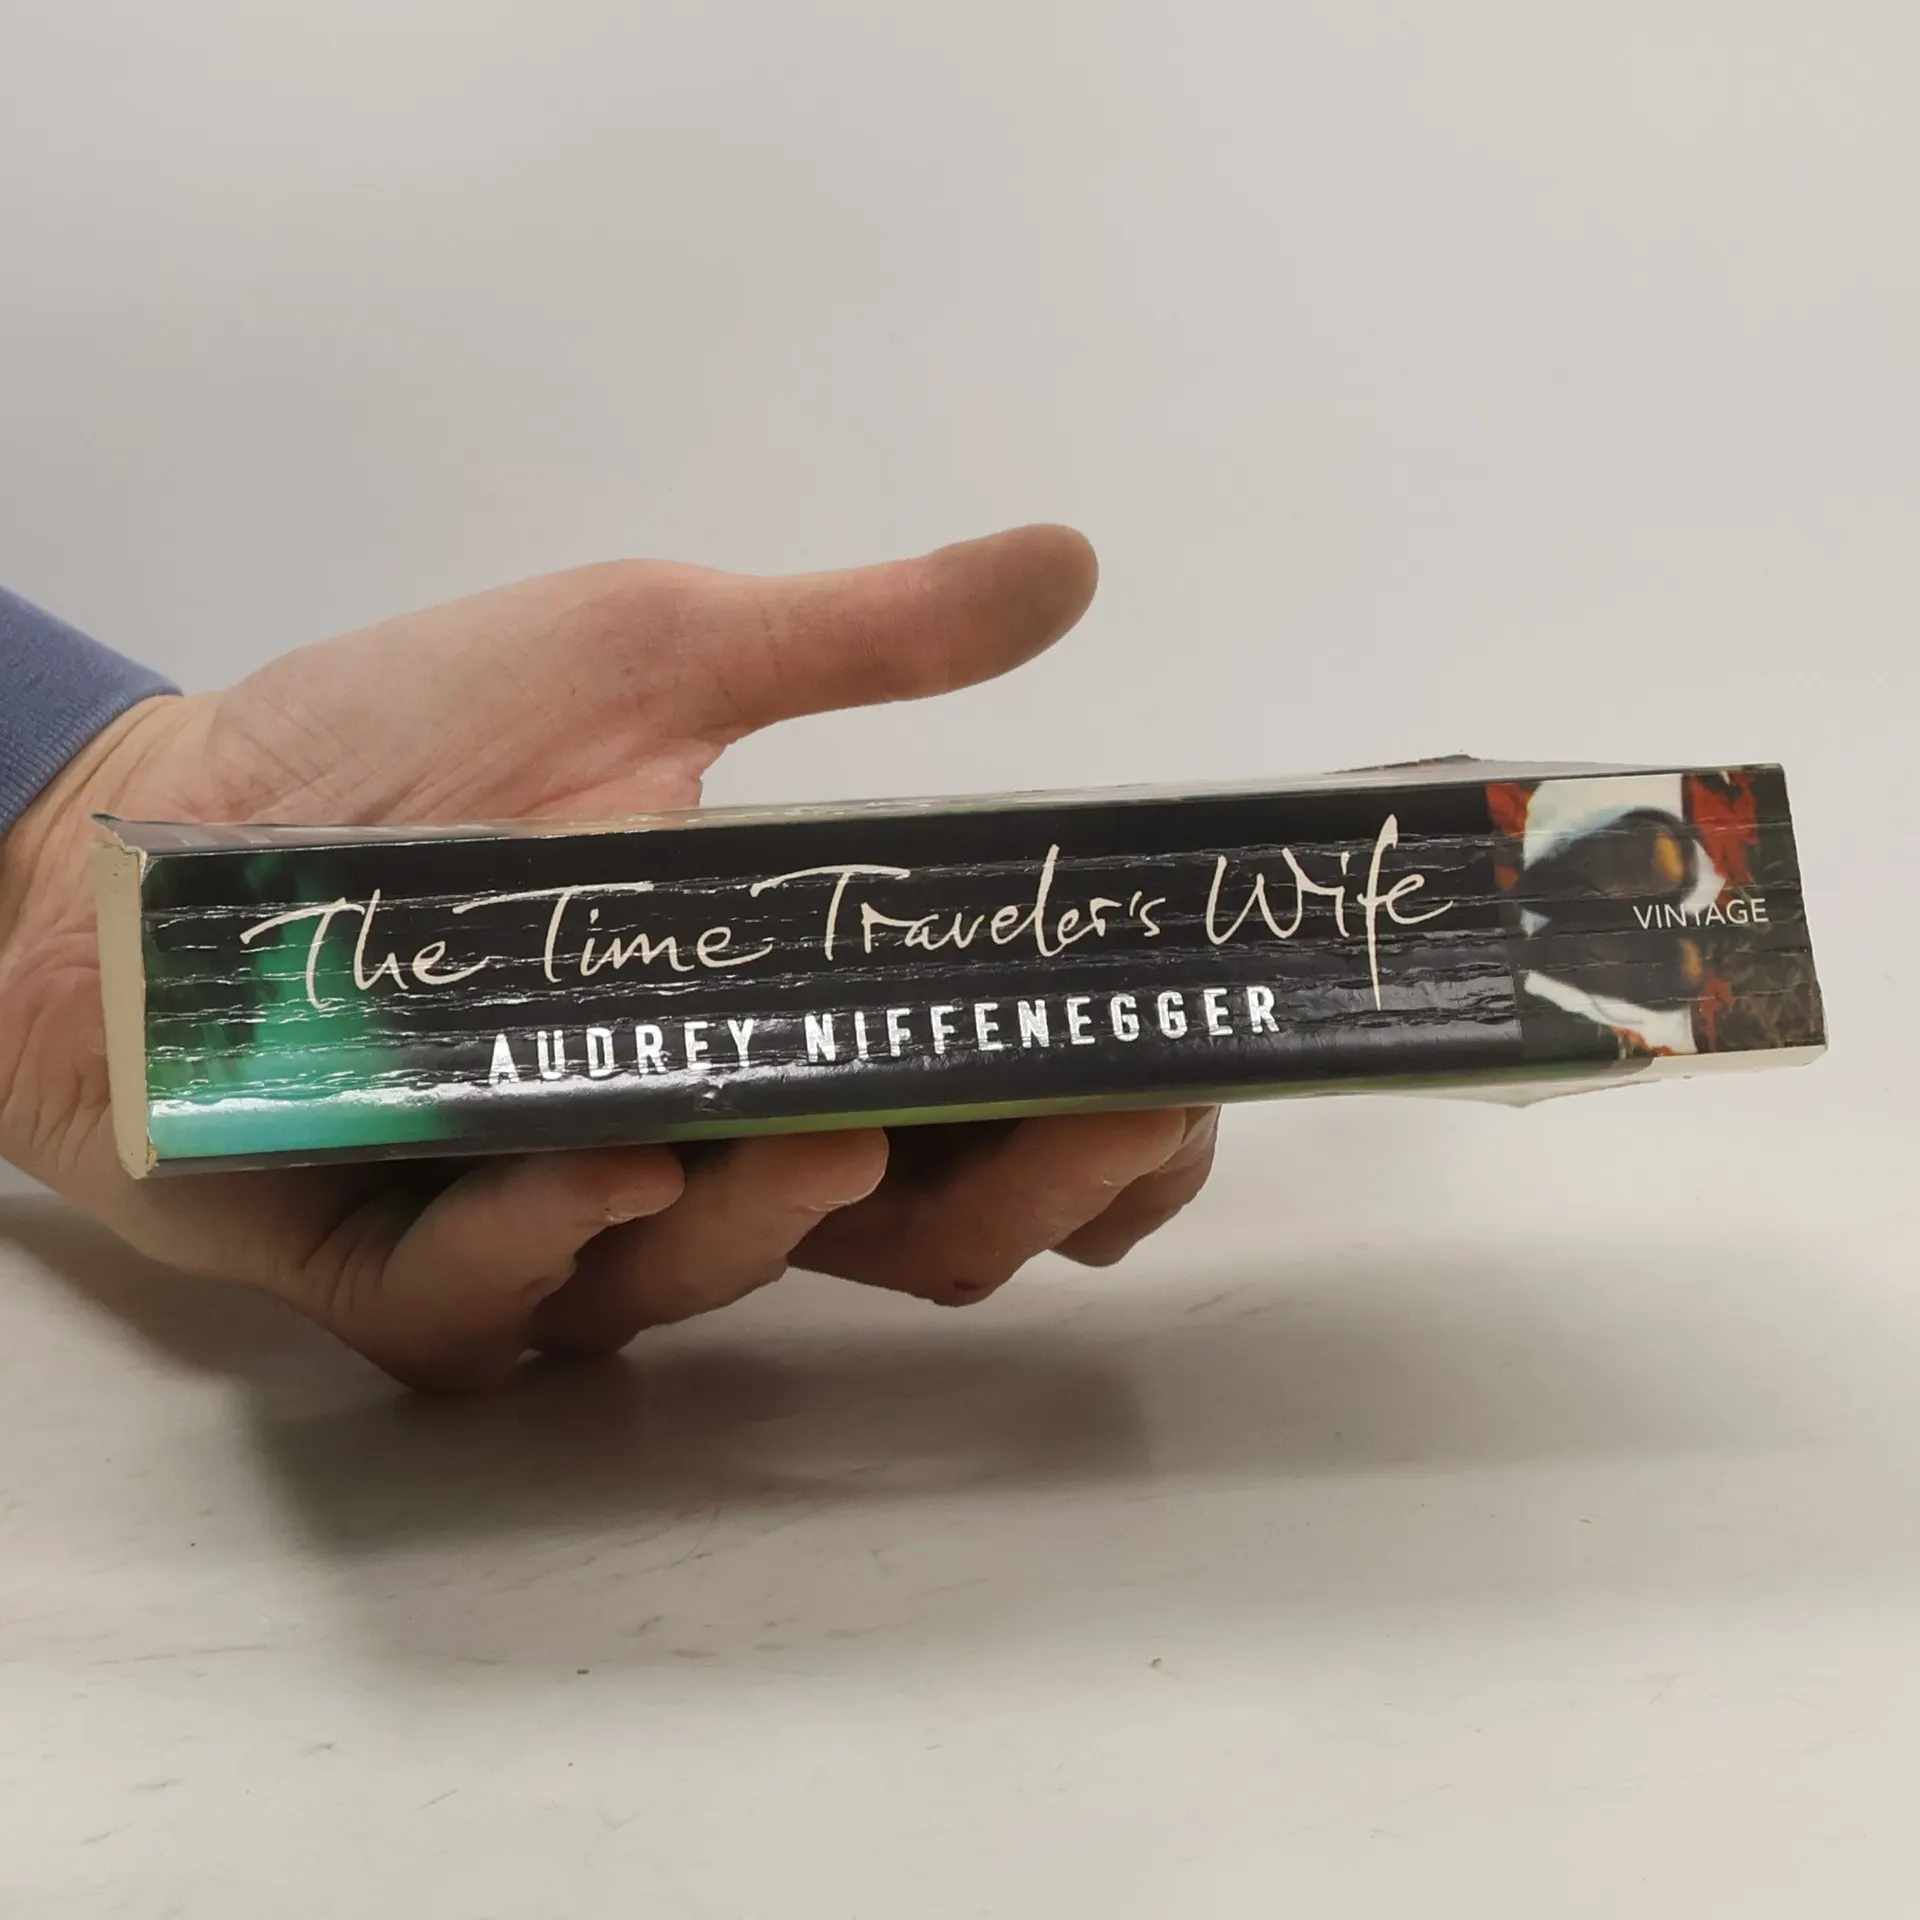 The Time Traveler's Wife
AUDREY NIFFENEGGER
VINTAGE